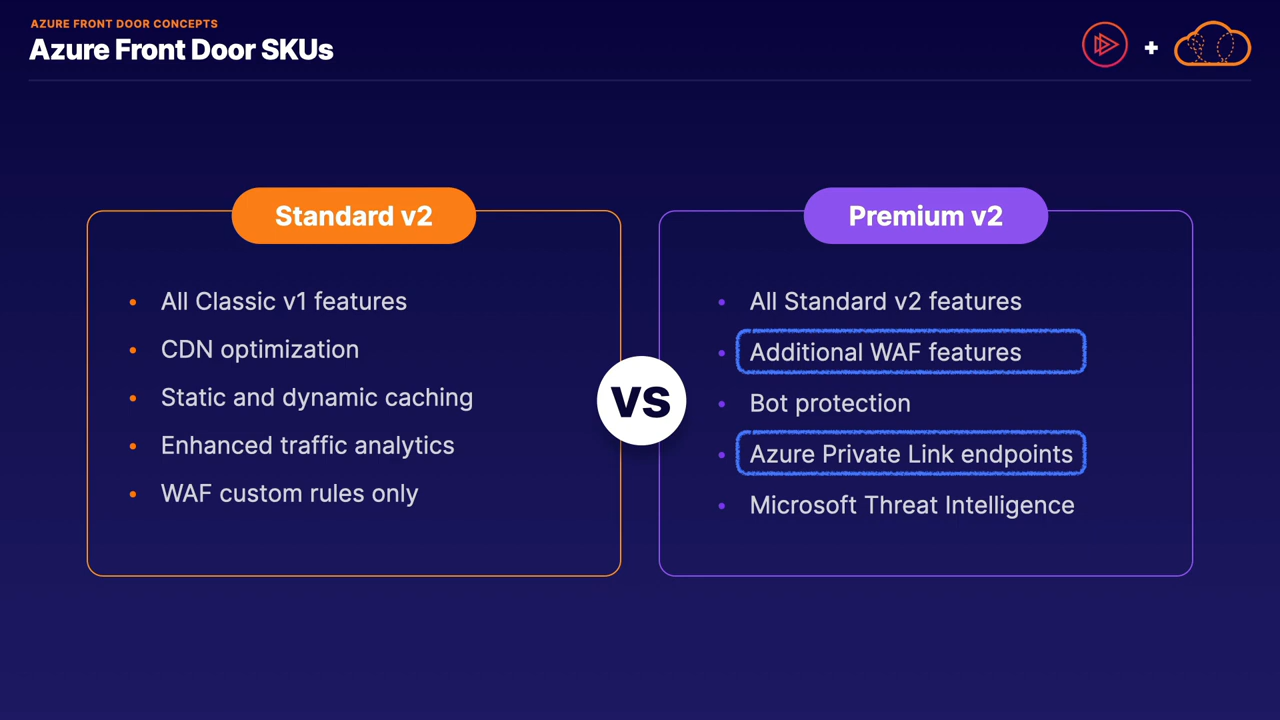 AZURE FRONT DOOR CONCEPTS
Azure Front Door SKUs
+
Standard v2
• All Classic v1 features
• CDN optimization
• Static and dynamic caching
• Enhanced traffic analytics
• WAF custom rules only
VS
Premium v2
• All Standard v2 features
• Additional WAF features
• Bot protection
• Azure Private Link endpoints
• Microsoft Threat Intelligence